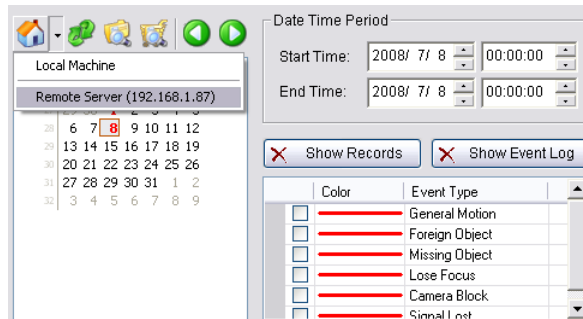 Date Time Period
Start Time: 2008/ 7/ 8 00:00:00
End Time: 2008/ 7/ 8 00:00:00
Local Machine
Remote Server (192.168.1.87)
28 6 7 8 9 10 11 12
29 13 14 15 16 17 18 19
30 20 21 22 23 24 25 26
31 27 28 29 30 31 1 2
32 3 4 5 6 7 8 9
Show Records
Show Event Log
Color Event Type
General Motion
Foreign Object
Missing Object
Lose Focus
Camera Block
Signal Lost